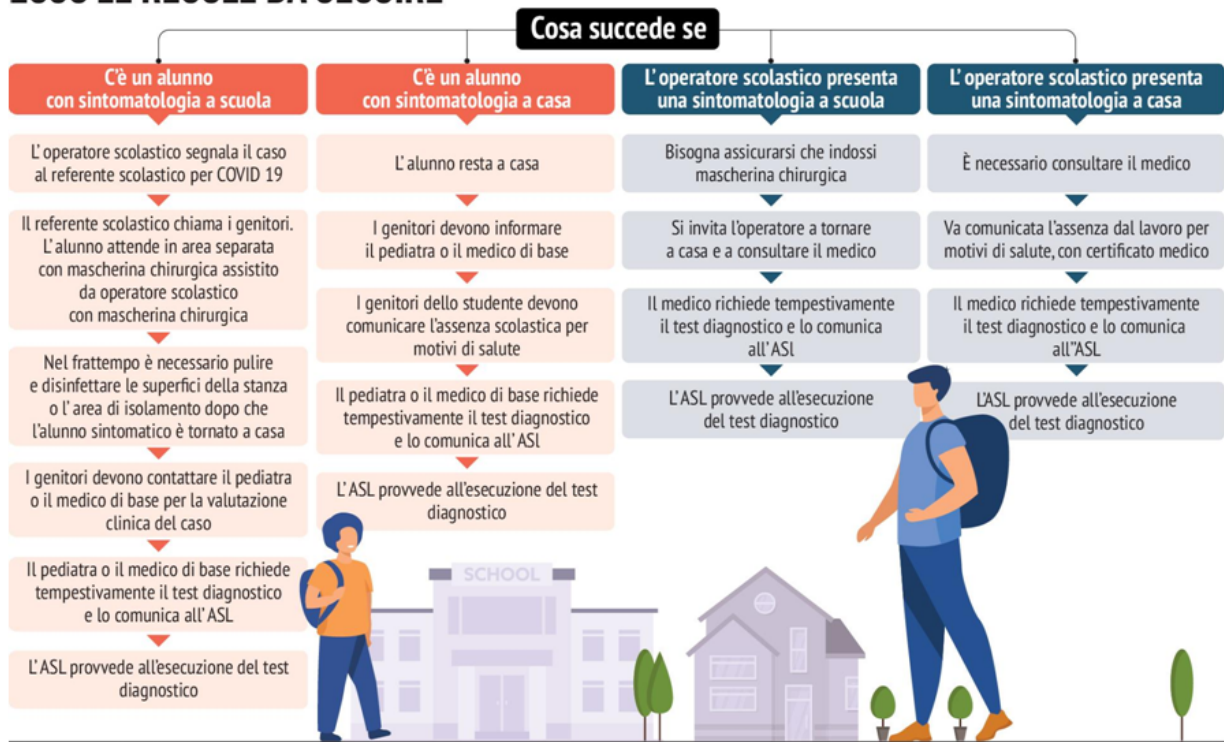 ECCO LE REGOLE DA SEGUIRE
Cosa succede se
C'è un alunno
con sintomatologia a scuola
L'operatore scolastico segnala il caso
al referente scolastico per COVID 19
Il referente scolastico chiama i genitori.
L'alunno attende in area separata
con mascherina chirurgica assistito
da operatore scolastico
con mascherina chirurgica
Nel frattempo è necessario pulire
e disinfettare le superfici della stanza
o l'area di isolamento dopo che
l'alunno sintomatico è tornato a casa
I genitori devono contattare il pediatra
o il medico di base per la valutazione
clinica del caso
Il pediatra o il medico di base richiede
tempestivamente il test diagnostico
e lo comunica all'ASL
L'ASL provvede all'esecuzione del test
diagnostico
C'è un alunno
con sintomatologia a casa
L'alunno resta a casa
I genitori devono informare
il pediatra o il medico di base
I genitori dello studente devono
comunicare l'assenza scolastica per
motivi di salute
Il pediatra o il medico di base richiede
tempestivamente il test diagnostico
e lo comunica all'ASl
L'ASL provvede all'esecuzione del test
diagnostico
L'operatore scolastico presenta
una sintomatologia a scuola
Bisogna assicurarsi che indossi
mascherina chirurgica
Si invita l'operatore a tornare
a casa e a consultare il medico
Il medico richiede tempestivamente
il test diagnostico e lo comunica
all'ASl
L'ASL provvede all'esecuzione
del test diagnostico
L'operatore scolastico presenta
una sintomatologia a casa
È necessario consultare il medico
Va comunicata l'assenza dal lavoro per
motivi di salute, con certificato medico
Il medico richiede tempestivamente
il test diagnostico e lo comunica
all''ASL
L'ASL provvede all'esecuzione
del test diagnostico
SCHOOL